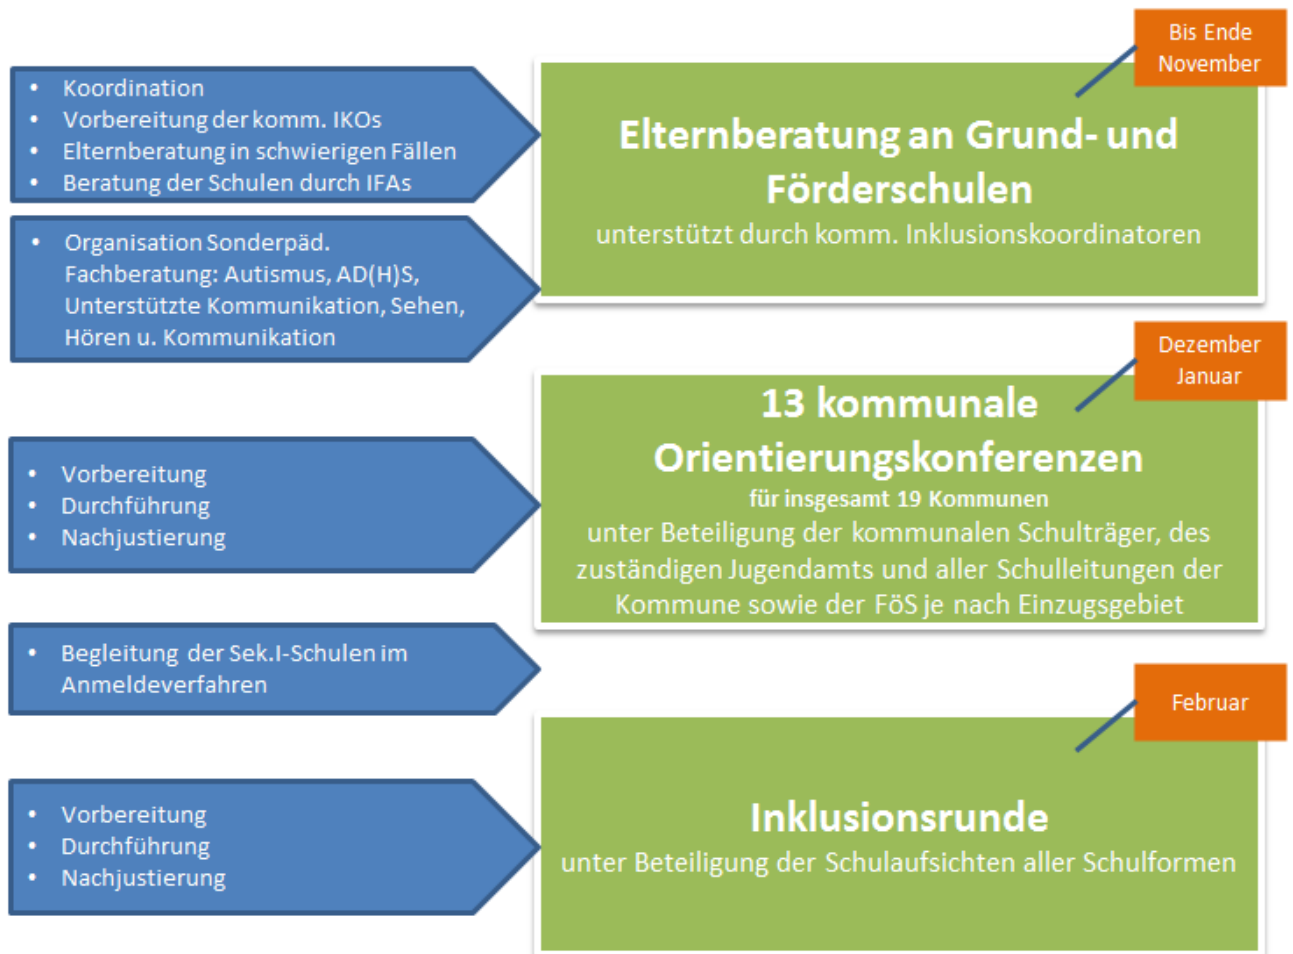 Bis Ende
November
• Koordination
• Vorbereitung der komm. IKOs
• Elternberatung in schwierigen Fällen
• Beratung der Schulen durch IFAs
Elternberatung an Grund- und
Förderschulen
unterstützt durch komm. Inklusionskoordinatoren
• Organisation Sonderpäd.
Fachberatung: Autismus, AD(H)S,
Unterstützte Kommunikation, Sehen,
Hören u. Kommunikation
Dezember
Januar
13 kommunale
Orientierungskonferenzen
für insgesamt 19 Kommunen
unter Beteiligung der kommunalen Schulträger, des
zuständigen Jugendamts und aller Schulleitungen der
Kommune sowie der FöS je nach Einzugsgebiet
• Vorbereitung
• Durchführung
• Nachjustierung
• Begleitung der Sek.I-Schulen im
Anmeldeverfahren
Februar
Inklusionsrunde
unter Beteiligung der Schulaufsichten aller Schulformen
• Vorbereitung
• Durchführung
• Nachjustierung